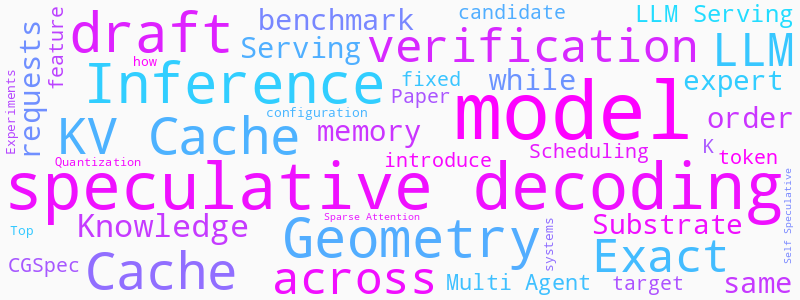 draft
benchmark
candidate
LLM Serving
requests
feature
Serving
verification
LLM
how
Experiments
Inference
fixed
while
expert
Paper
configuration
model
KV Cache
memory
order
Quantization
introduce
Scheduling
K
token
speculative decoding
Self Speculative
Top
Knowledge
Sparse Attention
Geometry
systems
Substrate
CGSpec
Cache
across
Multi Agent
Exact
target
same